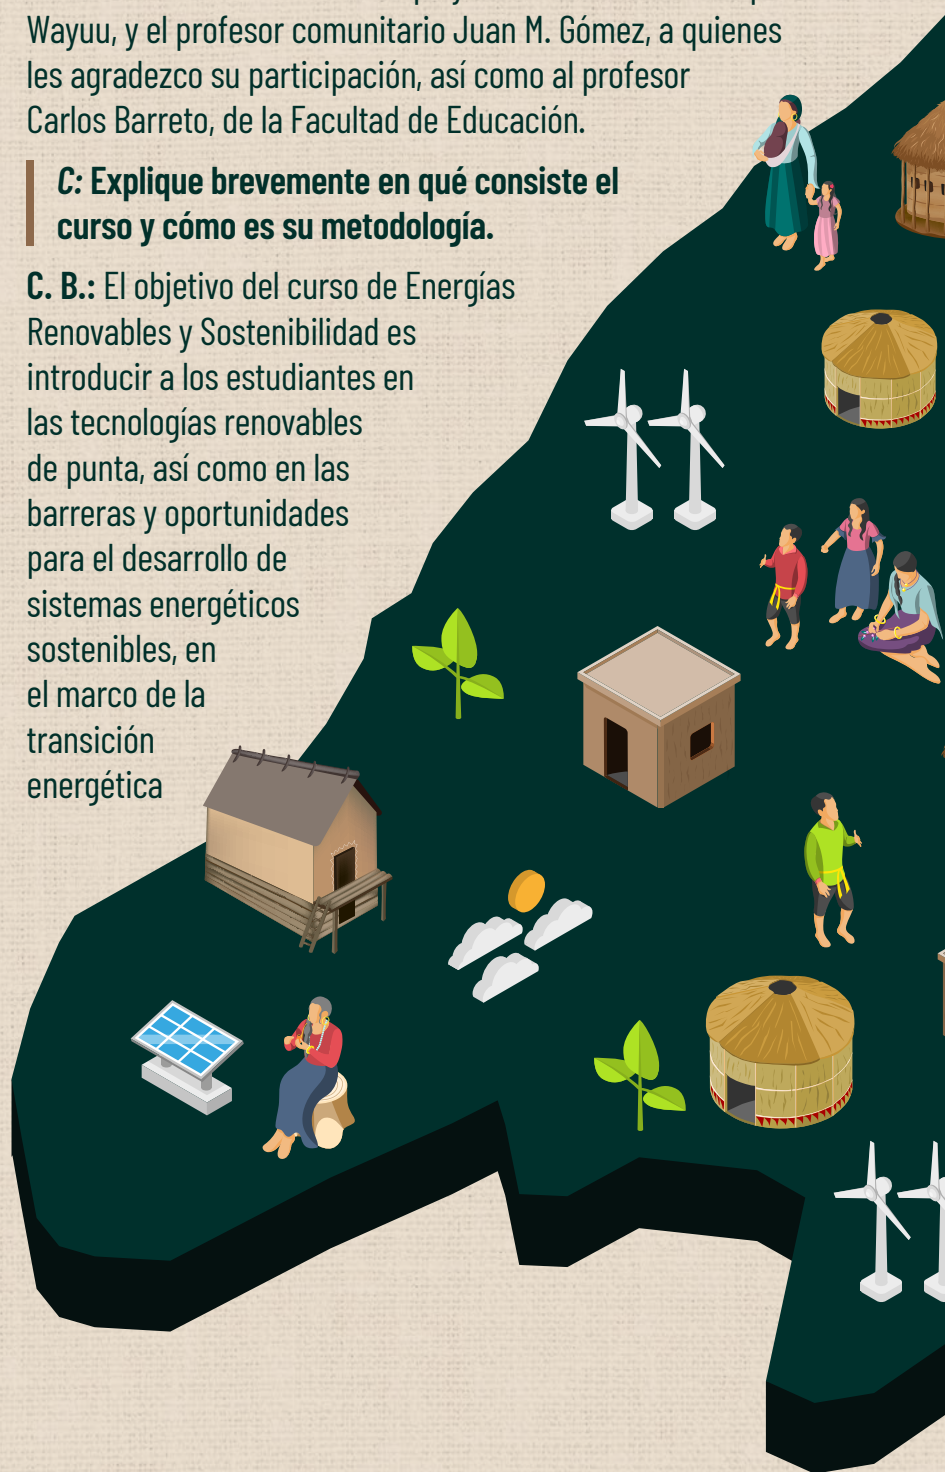 Wayuu, y el profesor comunitario Juan M. Gómez, a quienes
les agradezco su participación, así como al profesor
Carlos Barreto, de la Facultad de Educación.
C: Explique brevemente en qué consiste el
curso y cómo es su metodología.
C. B.: El objetivo del curso de Energías
Renovables y Sostenibilidad es
introducir a los estudiantes en
las tecnologías renovables
de punta, así como en las
barreras y oportunidades
para el desarrollo de
sistemas energéticos
sostenibles, en
el marco de la
transición
energética